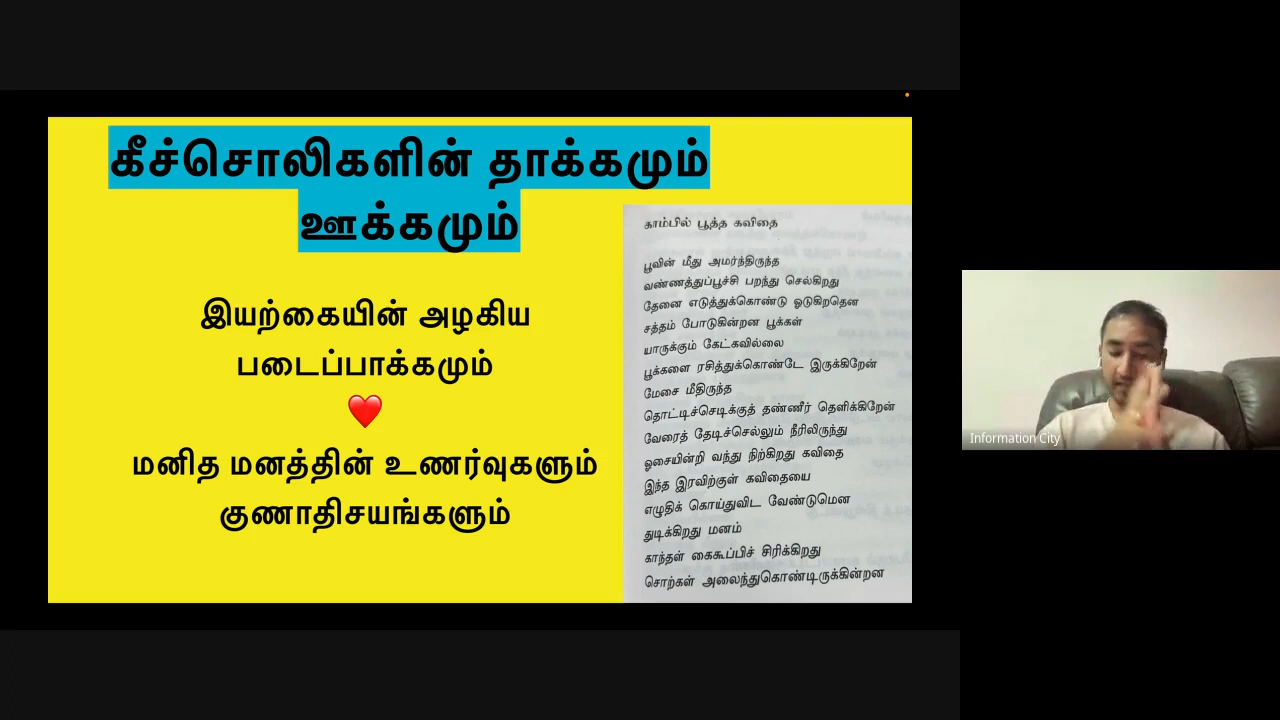 கீச்சொலிகளின் தாக்கமும்
ஊக்கமும்
இயற்கையின் அழகிய
படைப்பாக்கமும்
மனித மனத்தின் உணர்வுகளும்
குணாதிசயங்களும்
காம்பில் பூத்த கவிதை
பூவின் மீது அமர்ந்திருந்த
வண்ணத்துப்பூச்சி பறந்து செல்கிறது
தேனை எடுத்துக்கொண்டு ஓடுகிறதென
சத்தம் போடுகின்றன பூக்கள்
யாருக்கும் கேட்கவில்லை
பூக்களை ரசித்துக்கொண்டே இருக்கிறேன்
மேசை மீதிருந்த
தொட்டிச்செடிக்குத் தண்ணீர் தெளிக்கிறேன்
வேரைத் தேடிச்செல்லும் நீரிலிருந்து
ஓசையின்றி வந்து நிற்கிறது கவிதை
இந்த இரவிற்குள் கவிதையை
எழுதிக் கொய்துவிட வேண்டுமென
துடிக்கிறது மனம்
காந்தள் கைகூப்பிச் சிரிக்கிறது
சொற்கள் அலைந்துகொண்டிருக்கின்றன
Information City